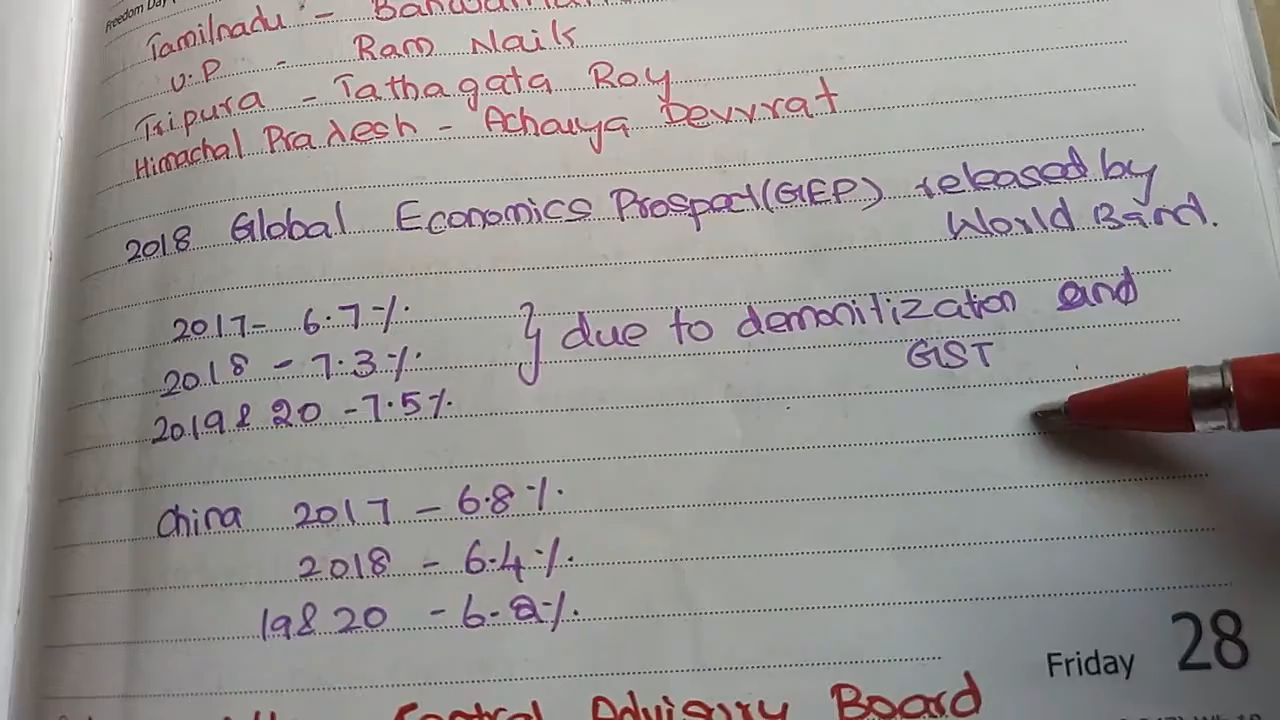 Freedom Day
Tamilnadu -
U.P - Ram Naik
Tripura - Tathagata Roy
Himachal Pradesh - Acharya Devvrat
2018 Global Economics Prospect (GEP) released by
World Bank.
2017- 6.7%
2018 - 7.3%
} due to demonitization and
GST
2019 & 20 - 7.5%
China 2017 - 6.8%
2018 - 6.4%
19 & 20 - 6.2%
Friday 28
Central Advisory Board